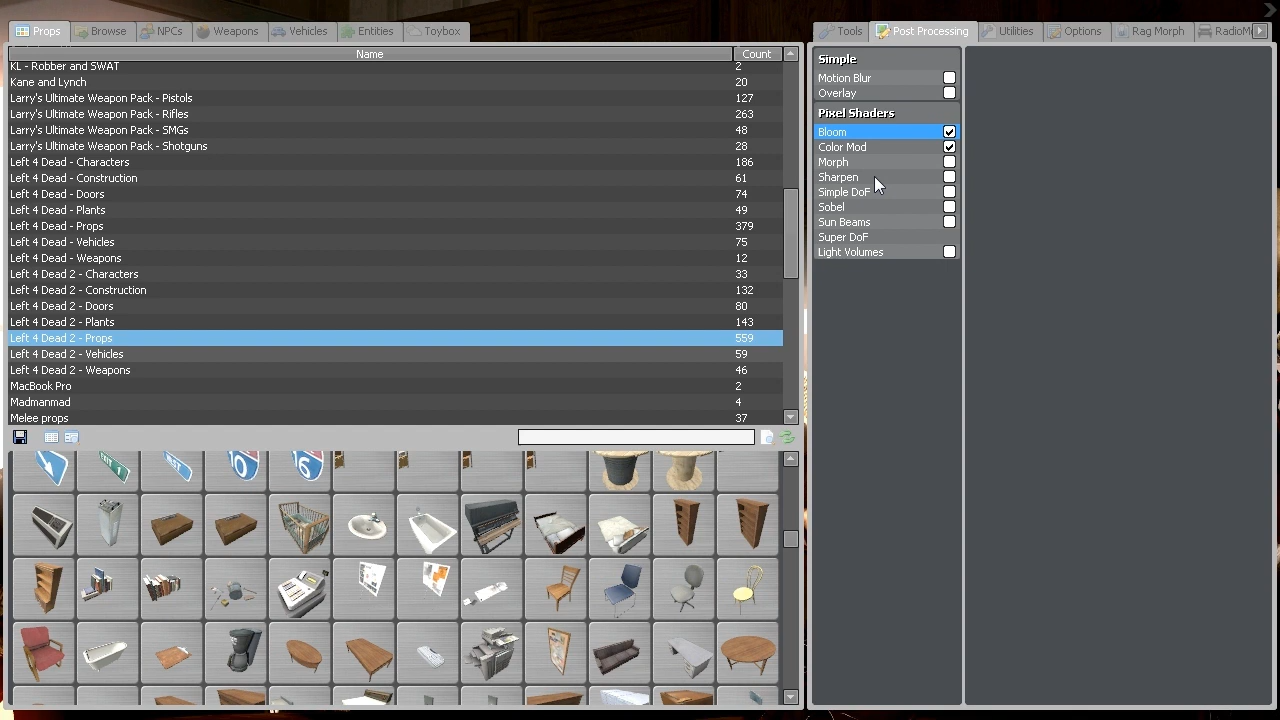 Props Browse NPCs Weapons Vehicles Entities Toybox
Name Count
KL - Robber and SWAT 2
Kane and Lynch 20
Larry's Ultimate Weapon Pack - Pistols 127
Larry's Ultimate Weapon Pack - Rifles 263
Larry's Ultimate Weapon Pack - SMGs 48
Larry's Ultimate Weapon Pack - Shotguns 28
Left 4 Dead - Characters 186
Left 4 Dead - Construction 61
Left 4 Dead - Doors 74
Left 4 Dead - Plants 49
Left 4 Dead - Props 379
Left 4 Dead - Vehicles 75
Left 4 Dead - Weapons 12
Left 4 Dead 2 - Characters 33
Left 4 Dead 2 - Construction 132
Left 4 Dead 2 - Doors 80
Left 4 Dead 2 - Plants 143
Left 4 Dead 2 - Props 559
Left 4 Dead 2 - Vehicles 59
Left 4 Dead 2 - Weapons 46
MacBook Pro 2
Madmanmad 4
Melee props 37
Tools Post Processing Utilities Options Rag Morph RadioM
Simple
Motion Blur
Overlay
Pixel Shaders
Bloom
Color Mod
Morph
Sharpen
Simple DoF
Sobel
Sun Beams
Super DoF
Light Volumes